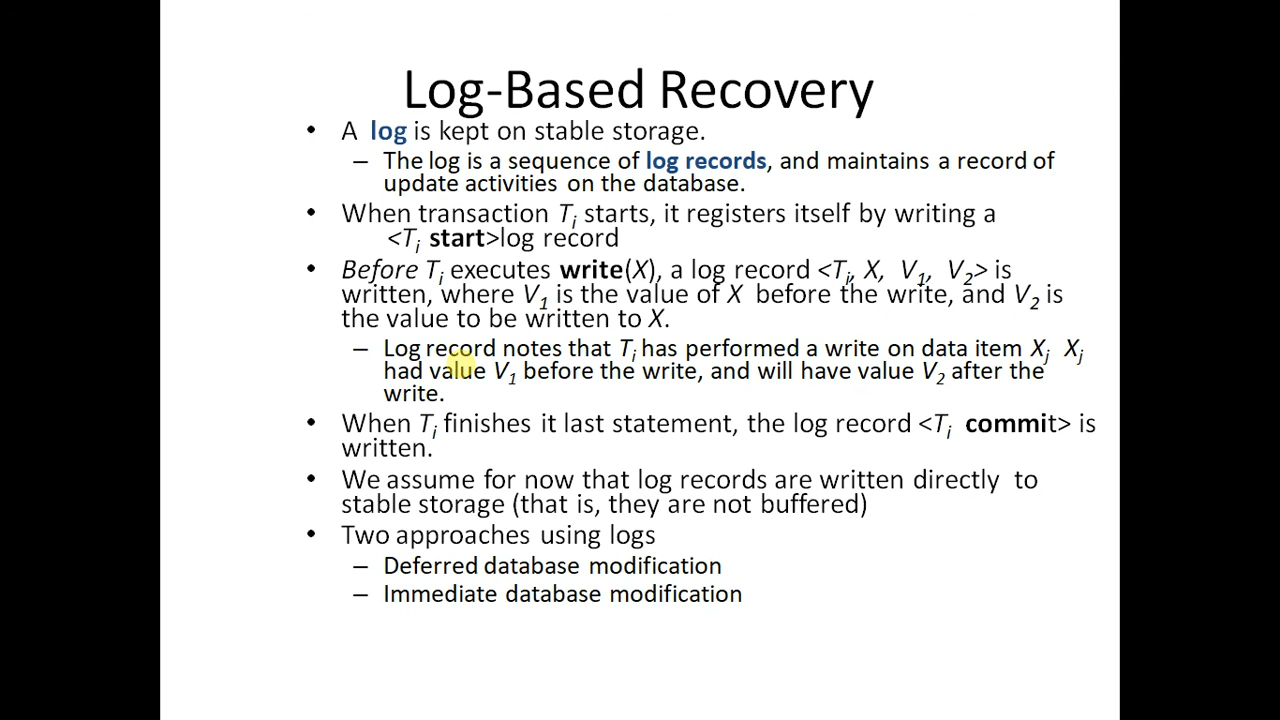 Log-Based Recovery
• A log is kept on stable storage.
– The log is a sequence of log records, and maintains a record of
update activities on the database.
• When transaction Ti starts, it registers itself by writing a
<Ti start>log record
• Before Ti executes write(X), a log record <Ti, X, V1, V2> is
written, where V1 is the value of X before the write, and V2 is
the value to be written to X.
– Log record notes that Ti has performed a write on data item Xj Xj
had value V1 before the write, and will have value V2 after the
write.
• When Ti finishes it last statement, the log record <Ti commit> is
written.
• We assume for now that log records are written directly to
stable storage (that is, they are not buffered)
• Two approaches using logs
– Deferred database modification
– Immediate database modification